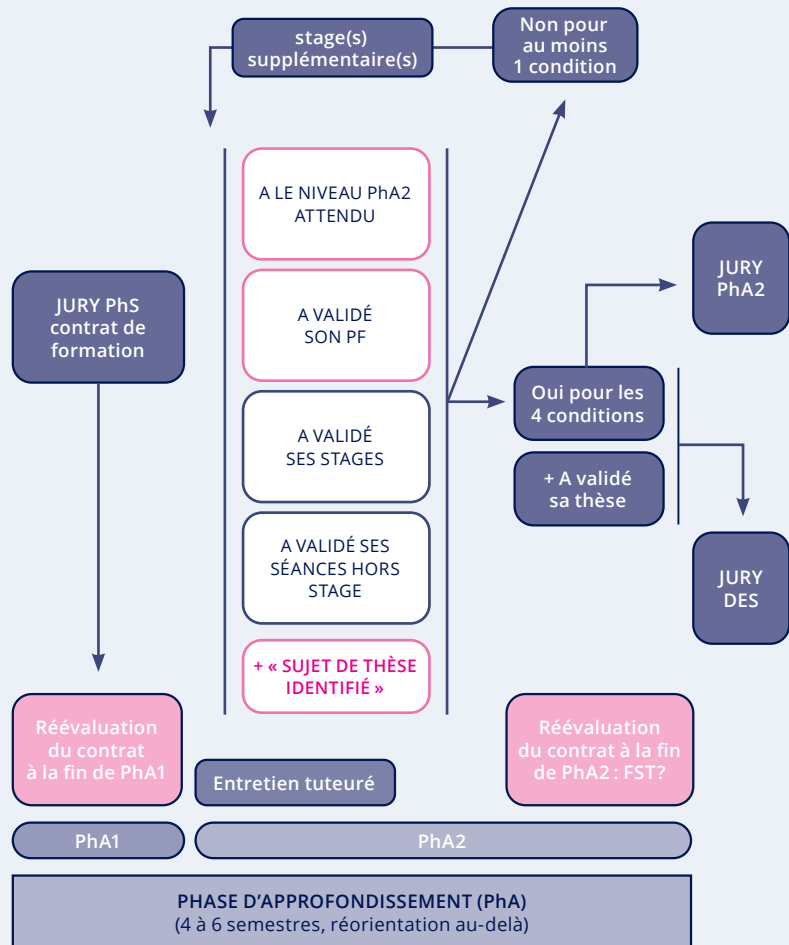 stage(s)
supplémentaire(s)
Non pour
au moins
1 condition
A LE NIVEAU PhA2
ATTENDU
JURY PhS
contrat de
formation
A VALIDÉ
SON PF
JURY
PhA2
Oui pour les
4 conditions
A VALIDÉ
SES STAGES
+ A validé
sa thèse
A VALIDÉ SES
SÉANCES HORS
STAGE
JURY
DES
+ « SUJET DE THÈSE
IDENTIFIÉ »
Réévaluation
du contrat
à la fin de PhA1
Entretien tuteuré
Réévaluation
du contrat à la fin
de PhA2 : FST?
PhA1
PhA2
PHASE D’APPROFONDISSEMENT (PhA)
(4 à 6 semestres, réorientation au-delà)